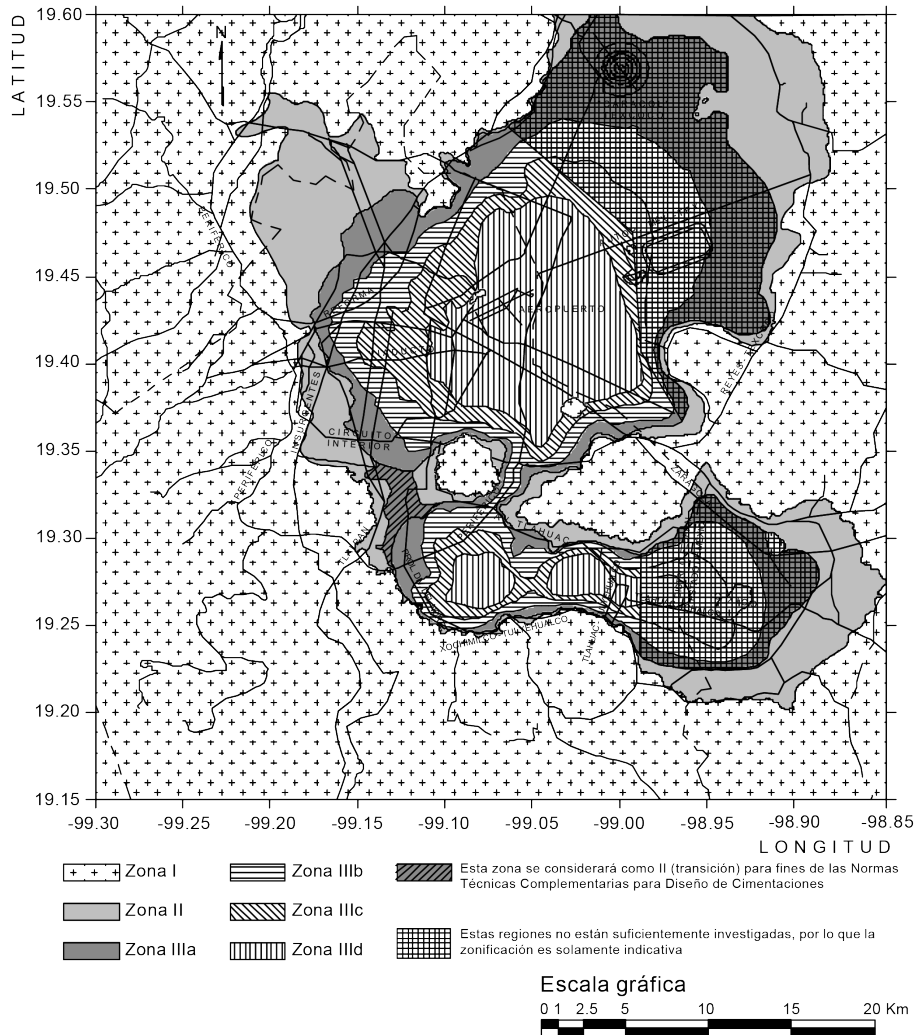 LATITUD
19.60
19.55
19.50
19.45
19.40
19.35
19.30
19.25
19.20
19.15
N
PERIFERICO
REFORMA
AEROPUERTO
INSURGENTES
CIRCUITO
INTERIOR
PERIFERICO
TLALPAN
TLAHUAC
TLAHUAC
-99.30 -99.25 -99.20 -99.15 -99.10 -99.05 -99.00 -98.95 -98.90 -98.85
LONGITUD
Zona I
Zona II
Zona IIIa
Zona IIIb
Zona IIIc
Zona IIId
Esta zona se considerará como II (transición) para fines de las Normas
Técnicas Complementarias para Diseño de Cimentaciones
Estas regiones no están suficientemente investigadas, por lo que la
zonificación es solamente indicativa
Escala gráfica
0 1 2.5 5 10 15 20 Km